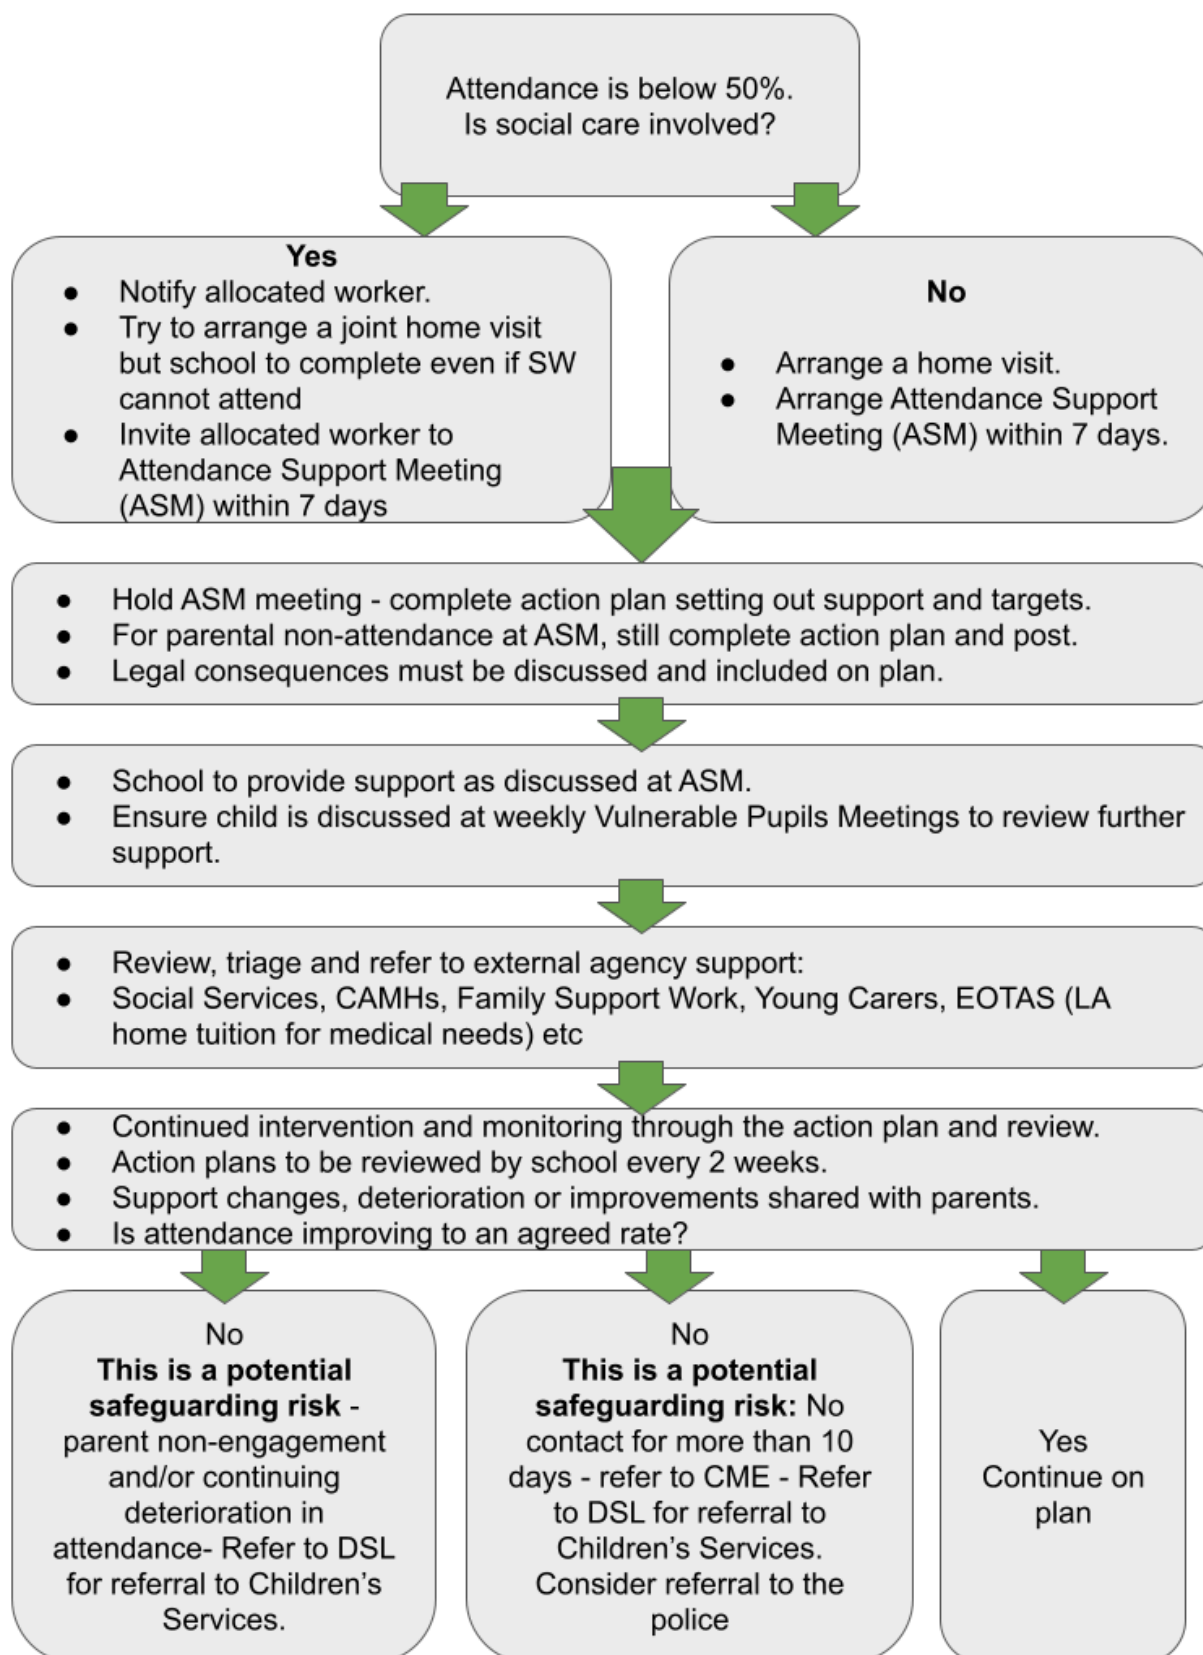 Attendance is below 50%.
Is social care involved?
Yes
● Notify allocated worker.
● Try to arrange a joint home visit
but school to complete even if SW
cannot attend
● Invite allocated worker to
Attendance Support Meeting
(ASM) within 7 days
No
● Arrange a home visit.
● Arrange Attendance Support
Meeting (ASM) within 7 days.
● Hold ASM meeting - complete action plan setting out support and targets.
● For parental non-attendance at ASM, still complete action plan and post.
● Legal consequences must be discussed and included on plan.
● School to provide support as discussed at ASM.
● Ensure child is discussed at weekly Vulnerable Pupils Meetings to review further
support.
● Review, triage and refer to external agency support:
● Social Services, CAMHs, Family Support Work, Young Carers, EOTAS (LA
home tuition for medical needs) etc
● Continued intervention and monitoring through the action plan and review.
● Action plans to be reviewed by school every 2 weeks.
● Support changes, deterioration or improvements shared with parents.
● Is attendance improving to an agreed rate?
No
This is a potential
safeguarding risk -
parent non-engagement
and/or continuing
deterioration in
attendance- Refer to DSL
for referral to Children's
Services.
No
This is a potential
safeguarding risk: No
contact for more than 10
days - refer to CME - Refer
to DSL for referral to
Children's Services.
Consider referral to the
police
Yes
Continue on
plan